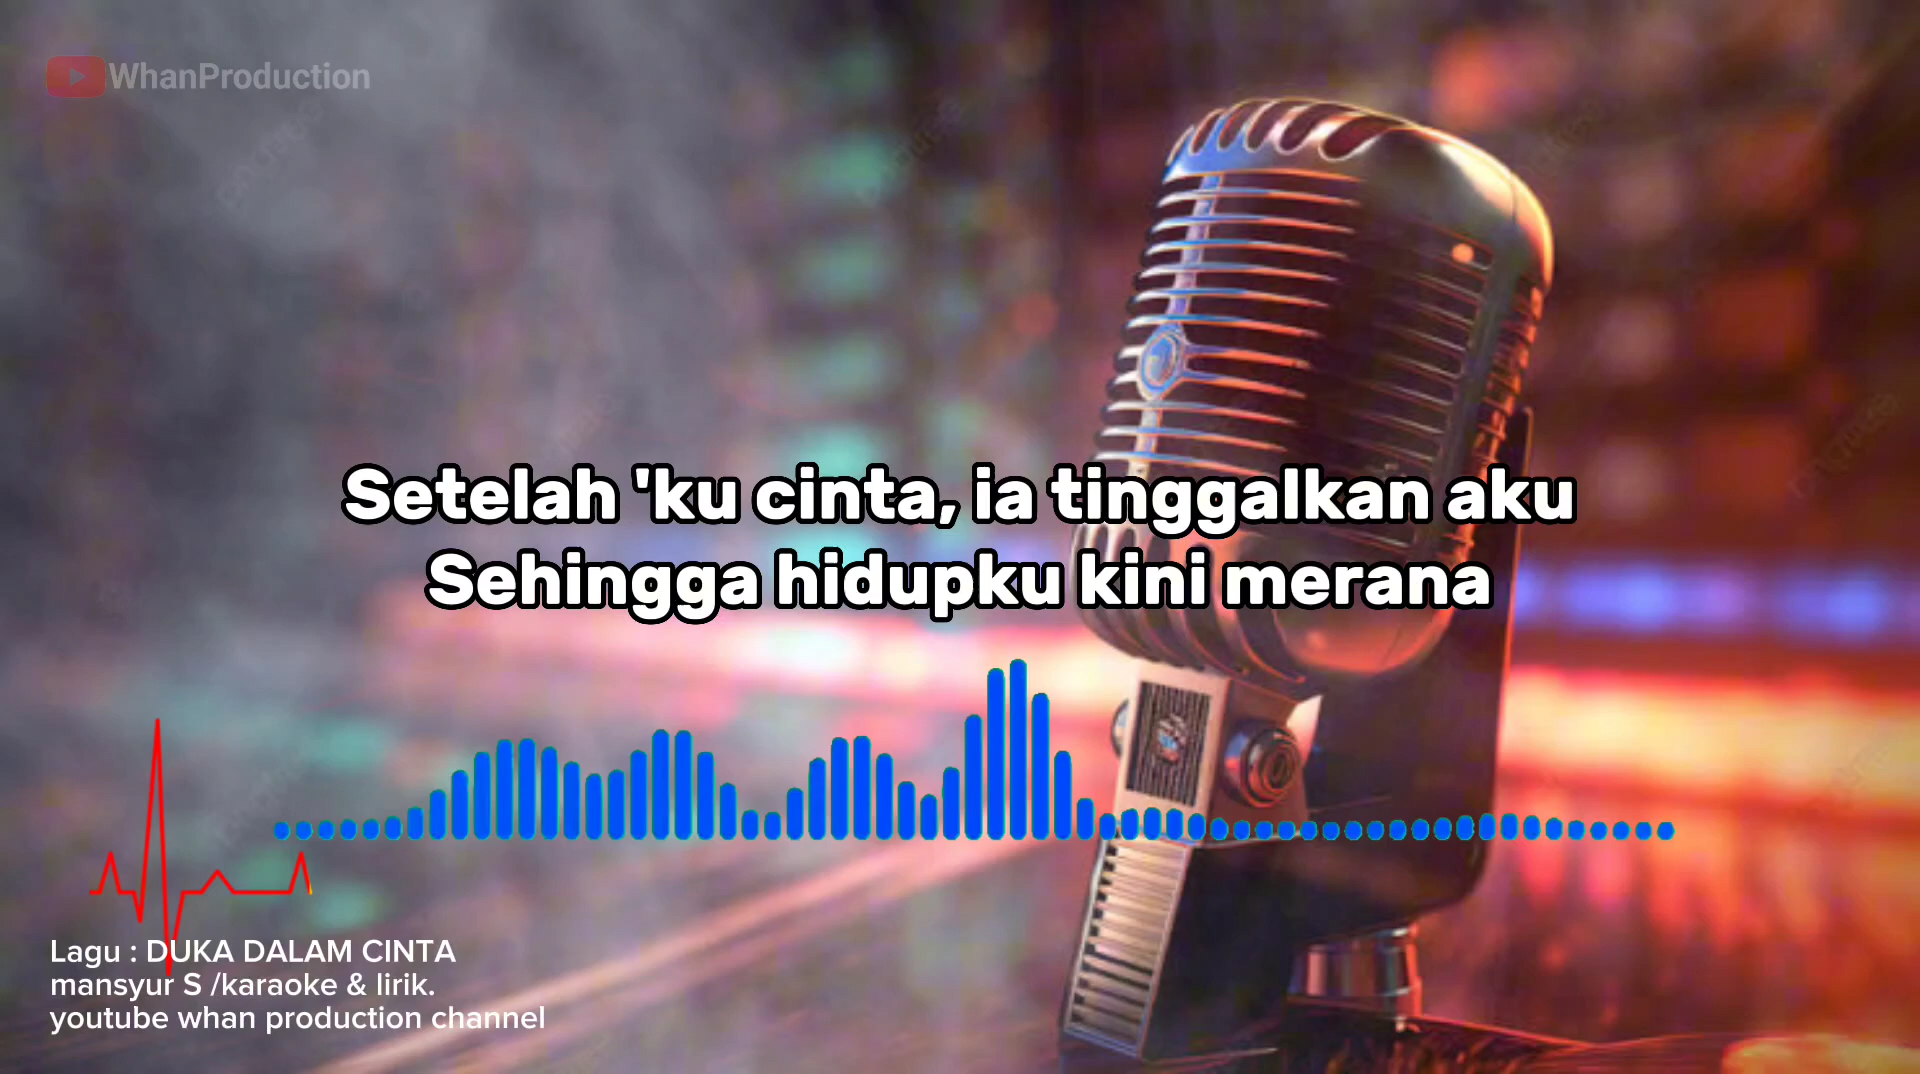 WhanProduction
Setelah 'ku cinta, ia tinggalkan aku
Sehingga hidupku kini merana
Lagu : DUKA DALAM CINTA
mansyur S /karaoke & lirik.
youtube whan production channel